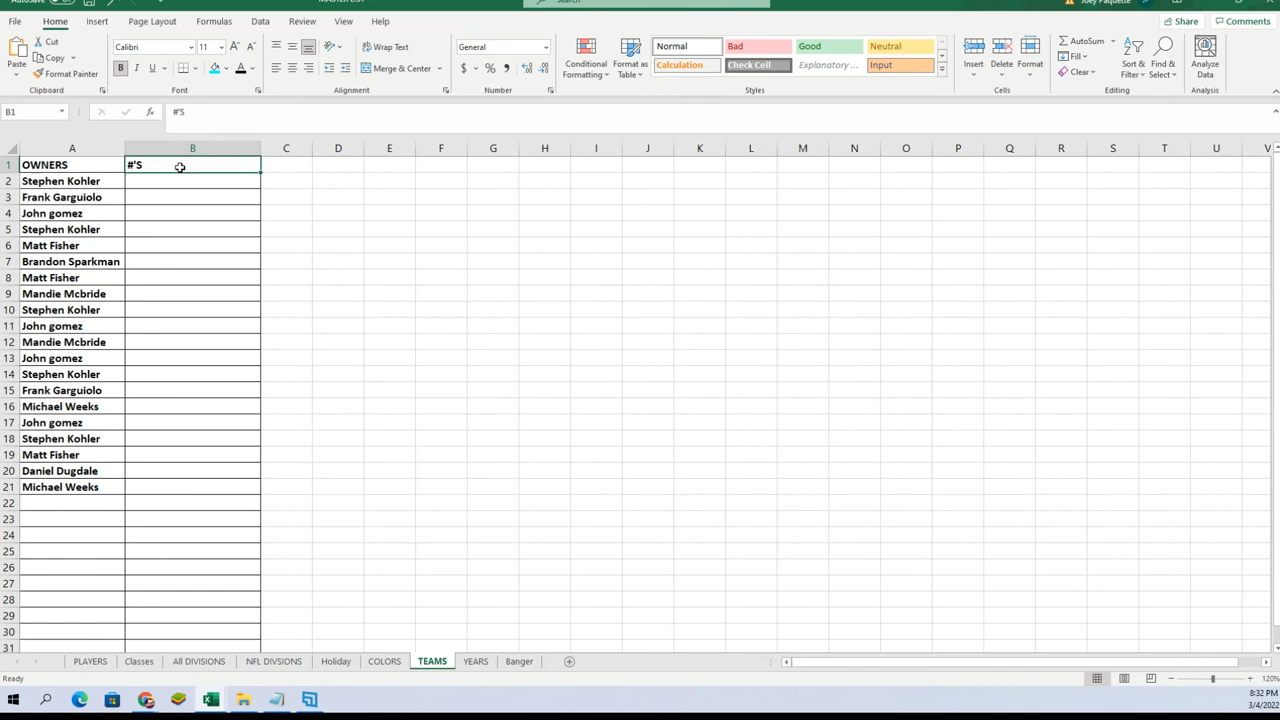 Search
Joey Paquette
File Home Insert Page Layout Formulas Data Review View Help Share Comments
Cut
Copy
Format Painter
Paste
Calibri 11
B I U
Wrap Text
Merge & Center
General
$ % 9
Conditional Formatting
Format as Table
Normal Bad Good Neutral
Calculation Check Cell Explanatory ... Input
Insert Delete Format
AutoSum
Fill
Clear
Sort & Filter
Find & Select
Analyze Data
Clipboard Font Alignment Number Styles Cells Editing Analysis
B1 fx #'S
A B C D E F G H I J K L M N O P Q R S T U V
1 OWNERS #'S
2 Stephen Kohler
3 Frank Garguiolo
4 John gomez
5 Stephen Kohler
6 Matt Fisher
7 Brandon Sparkman
8 Matt Fisher
9 Mandie Mcbride
10 Stephen Kohler
11 John gomez
12 Mandie Mcbride
13 John gomez
14 Stephen Kohler
15 Frank Garguiolo
16 Michael Weeks
17 John gomez
18 Stephen Kohler
19 Matt Fisher
20 Daniel Dugdale
21 Michael Weeks
22
23
24
25
26
27
28
29
30
31
PLAYERS Classes All DIVISIONS NFL DIVSIONS Holiday COLORS TEAMS YEARS Banger
Ready 120%
8:32 PM
3/4/2022